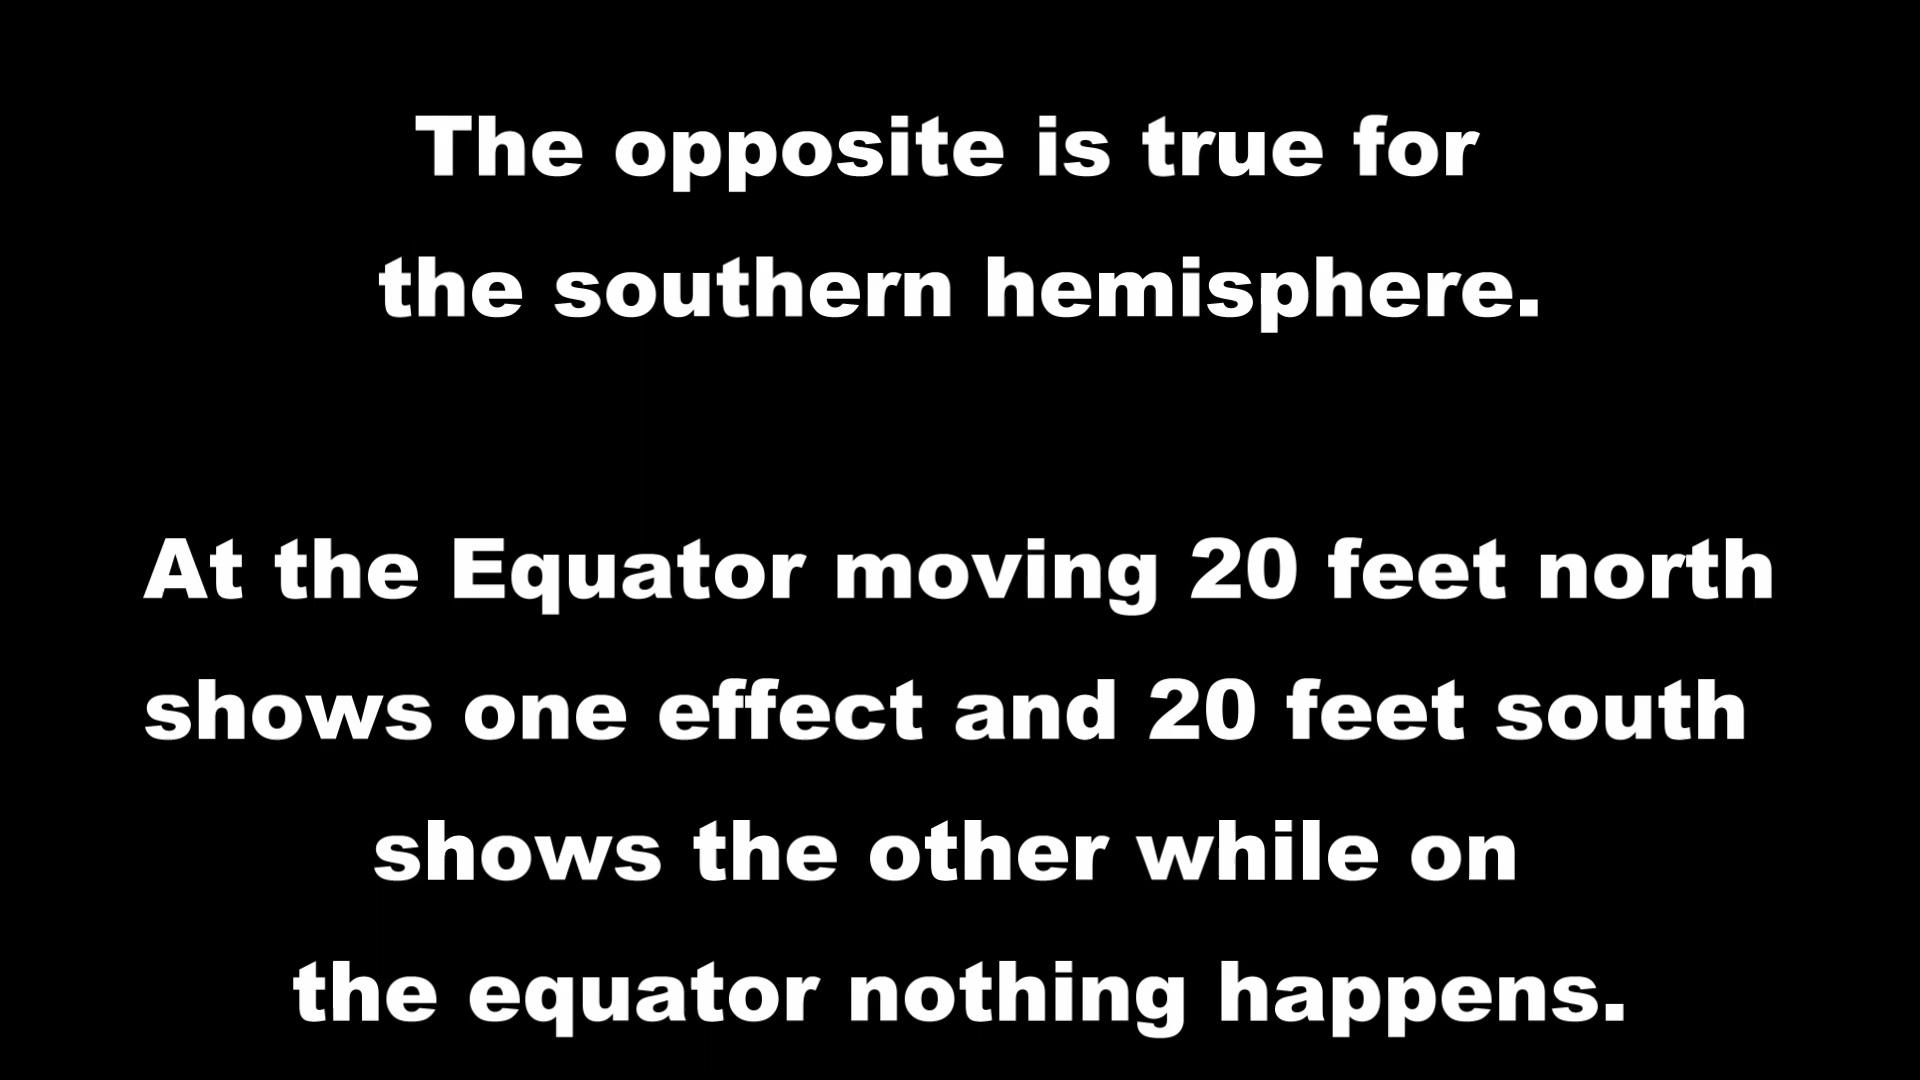 The opposite is true for
the southern hemisphere.
At the Equator moving 20 feet north
shows one effect and 20 feet south
shows the other while on
the equator nothing happens.